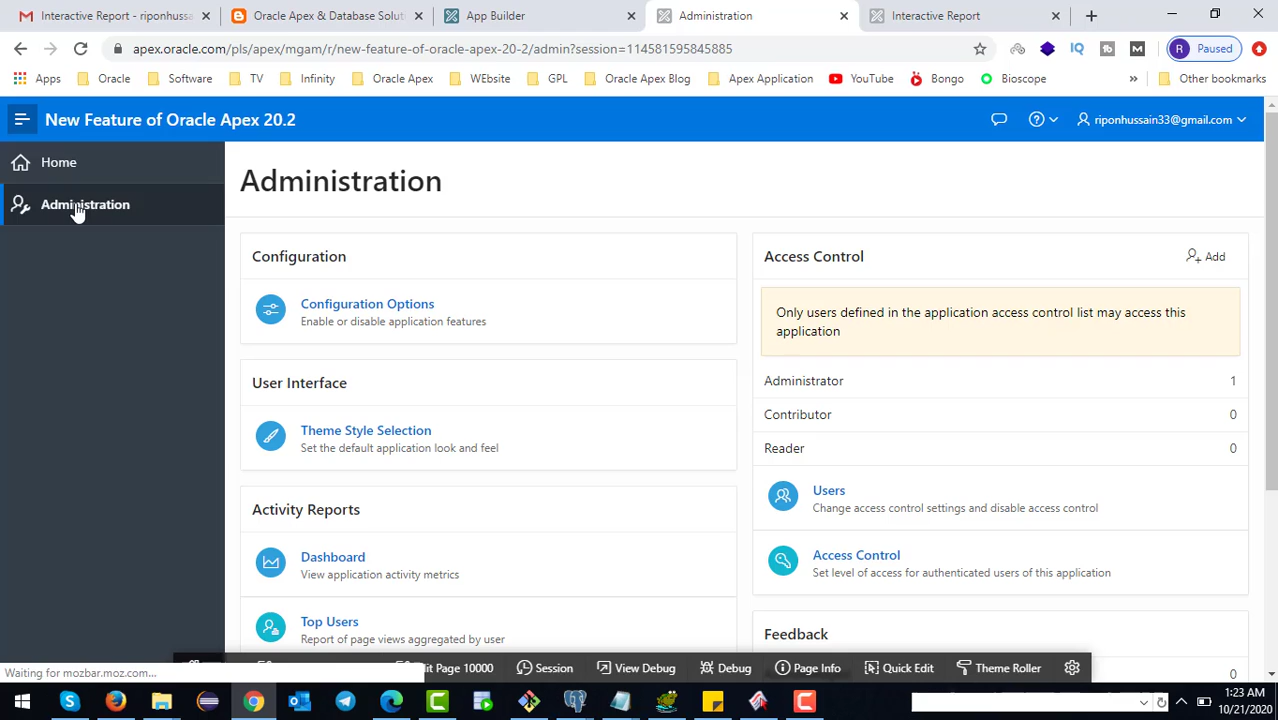 Interactive Report - riponhussa
Oracle Apex & Database Solut
App Builder
Administration
Interactive Report
apex.oracle.com/pls/apex/mgam/r/new-feature-of-oracle-apex-20-2/admin?session=114581595845885
IQ
M
R
Paused
Apps
Oracle
Software
TV
Infinity
Oracle Apex
WEbsite
GPL
Oracle Apex Blog
Apex Application
YouTube
Bongo
Bioscope
»
Other bookmarks
New Feature of Oracle Apex 20.2
riponhussain33@gmail.com
Home
Administration
Administration
Configuration
Configuration Options
Enable or disable application features
User Interface
Theme Style Selection
Set the default application look and feel
Activity Reports
Dashboard
View application activity metrics
Top Users
Report of page views aggregated by user
Access Control
Add
Only users defined in the application access control list may access this
application
Administrator 1
Contributor 0
Reader 0
Users
Change access control settings and disable access control
Access Control
Set level of access for authenticated users of this application
Feedback
0
Waiting for mozbar.moz.com...
Page 10000
Session
View Debug
Debug
Page Info
Quick Edit
Theme Roller
1:23 AM
10/21/2020